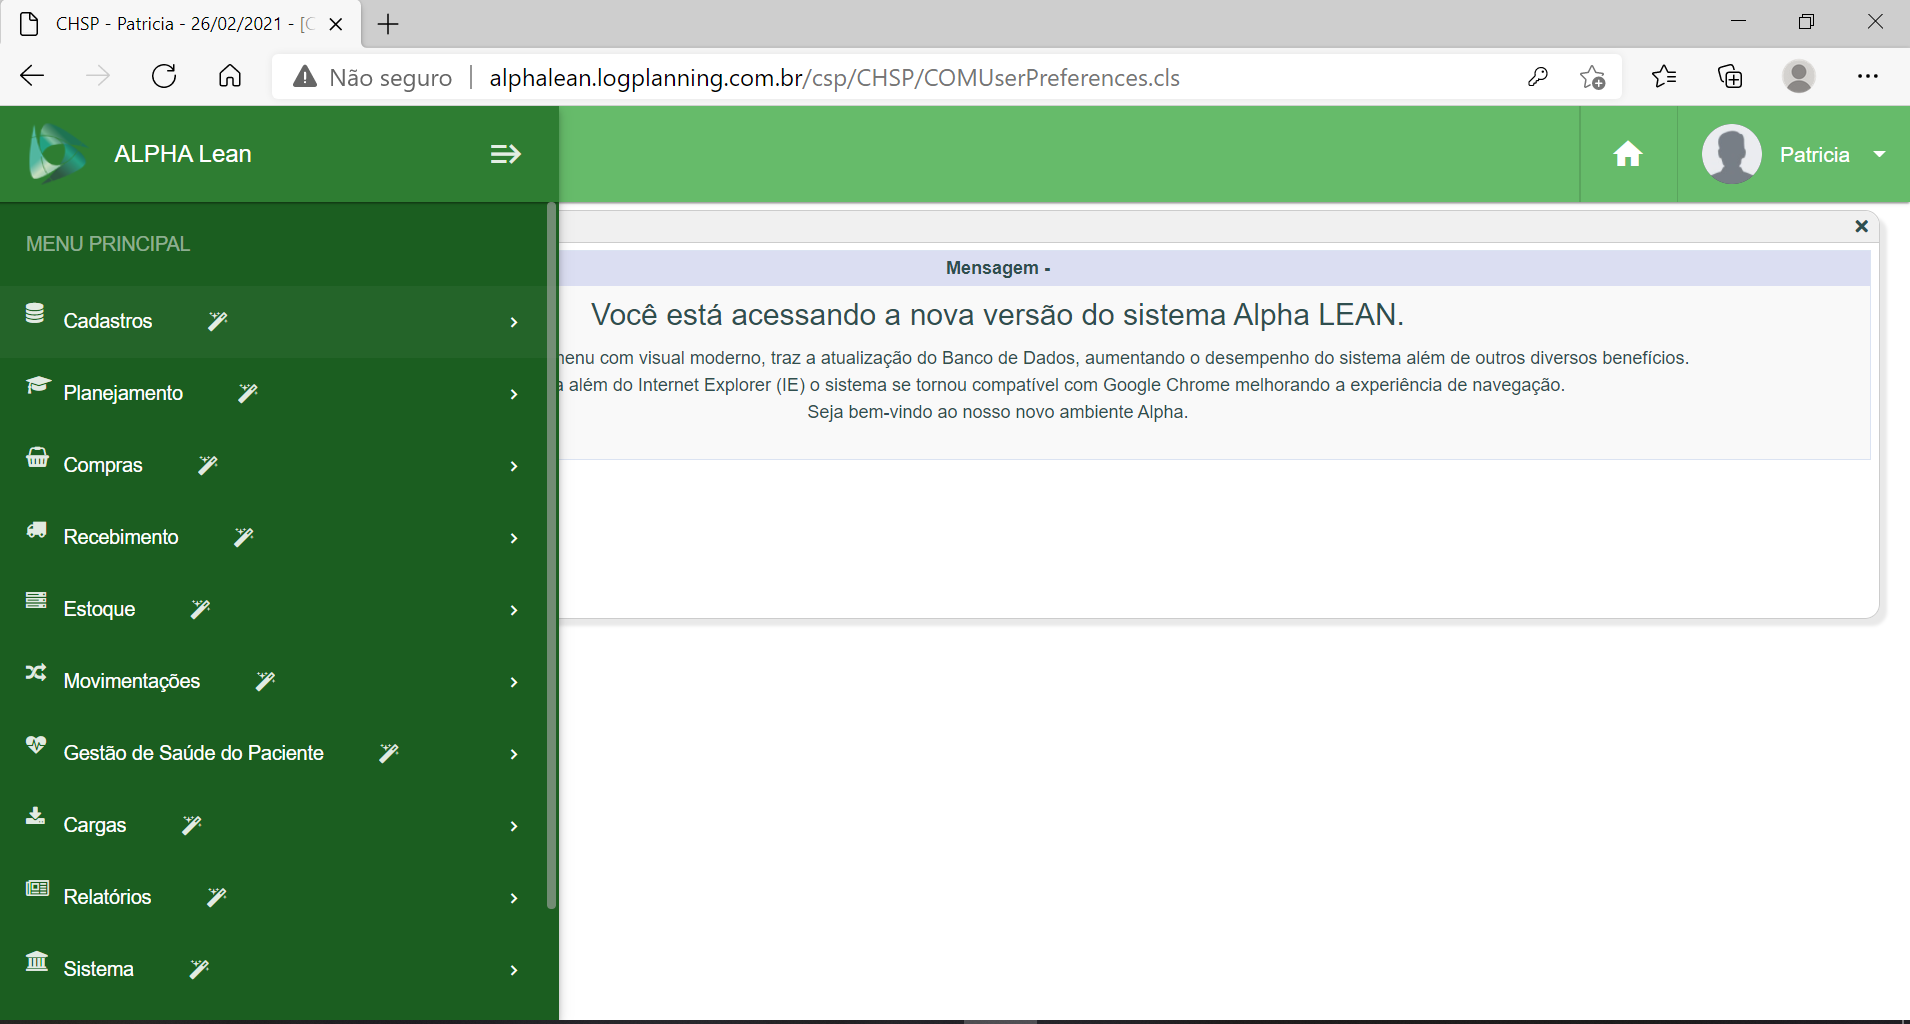 CHSP - Patricia - 26/02/2021 - [C
Não seguro
alphalean.logplanning.com.br/csp/CHSP/COMUserPreferences.cls
ALPHA Lean
Patricia
MENU PRINCIPAL
Cadastros
Planejamento
Compras
Recebimento
Estoque
Movimentações
Gestão de Saúde do Paciente
Cargas
Relatórios
Sistema
Mensagem -
Você está acessando a nova versão do sistema Alpha LEAN.
enu com visual moderno, traz a atualização do Banco de Dados, aumentando o desempenho do sistema além de outros diversos benefícios.
além do Internet Explorer (IE) o sistema se tornou compatível com Google Chrome melhorando a experiência de navegação.
Seja bem-vindo ao nosso novo ambiente Alpha.